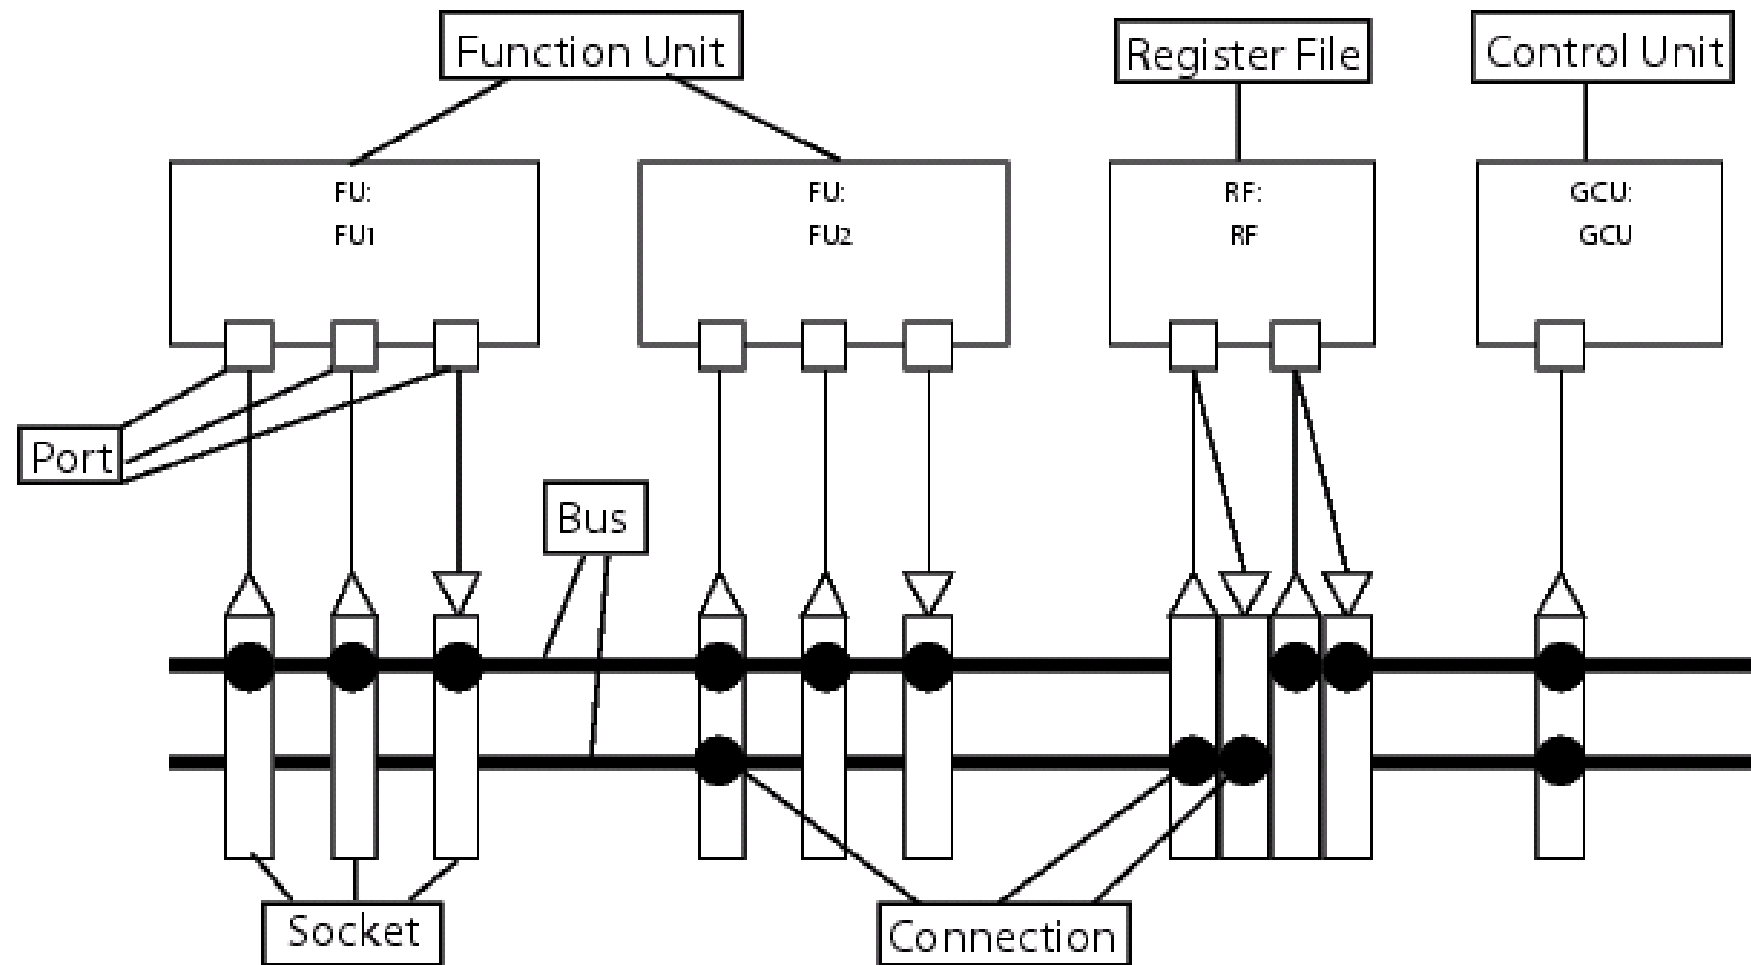 Function Unit
Register File
Control Unit
FU:
FU1
FU:
FU2
RF:
RF
GCU:
GCU
Port
Bus
Socket
Connection